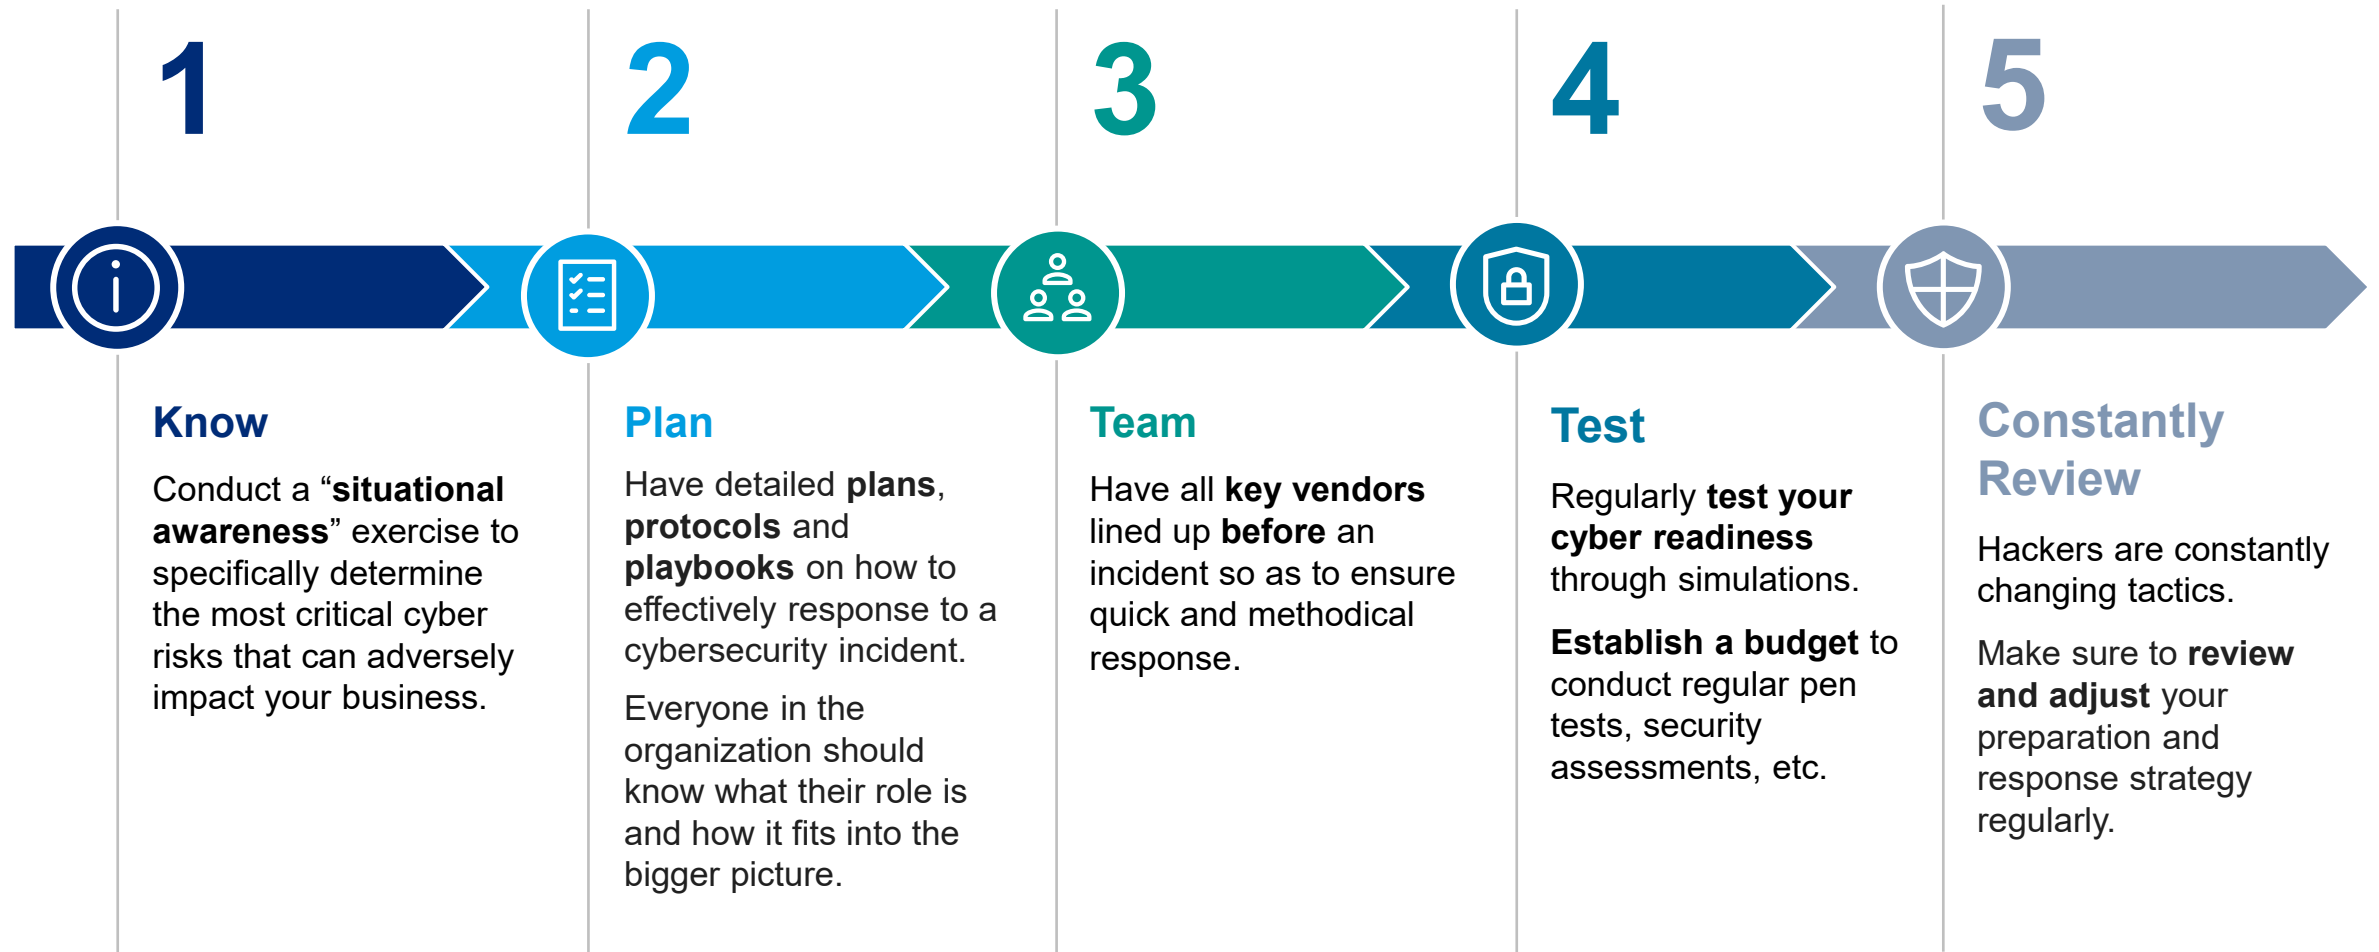 1
Know
Conduct a “situational
awareness” exercise to
specifically determine
the most critical cyber
risks that can adversely
impact your business.
2
Plan
Have detailed plans,
protocols and
playbooks on how to
effectively response to a
cybersecurity incident.
Everyone in the
organization should
know what their role is
and how it fits into the
bigger picture.
3
Team
Have all key vendors
lined up before an
incident so as to ensure
quick and methodical
response.
4
Test
Regularly test your
cyber readiness
through simulations.
Establish a budget to
conduct regular pen
tests, security
assessments, etc.
5
Constantly
Review
Hackers are constantly
changing tactics.
Make sure to review
and adjust your
preparation and
response strategy
regularly.